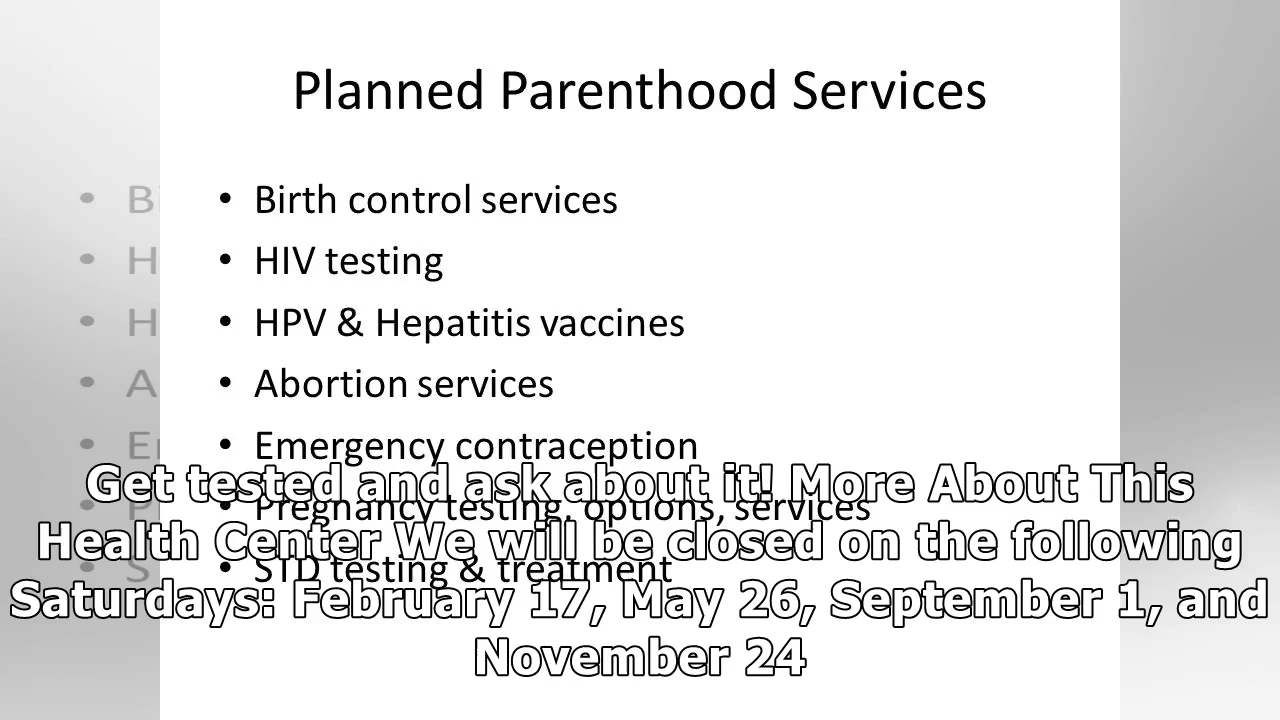 Planned Parenthood Services
• Birth control services
• HIV testing
• HPV & Hepatitis vaccines
• Abortion services
• Emergency contraception
• Pregnancy testing, options, services
• STD testing & treatment
Get tested and ask about it! More About This
Health Center We will be closed on the following
Saturdays: February 17, May 26, September 1, and
November 24